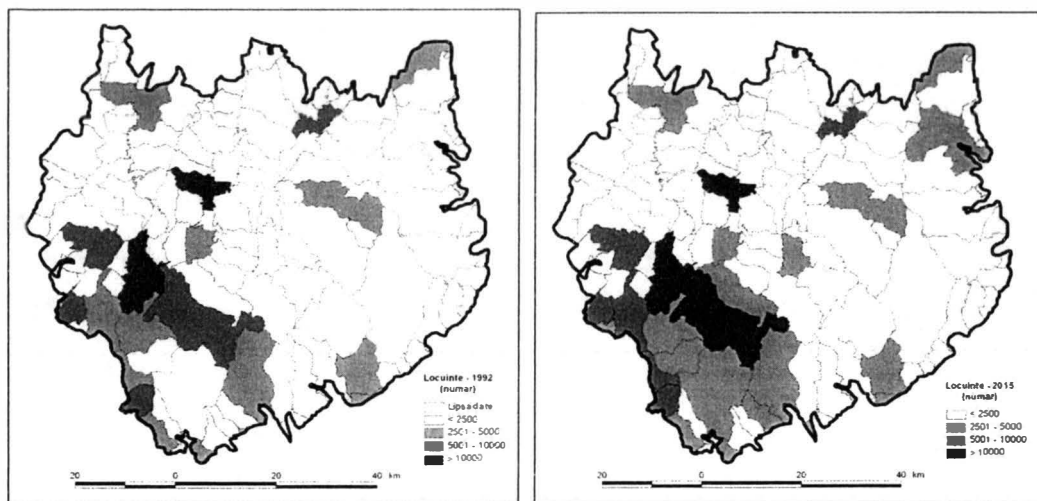 Locuinte - 1992
(numar)
Lipsa date
< 2500
2501 - 5000
5001 - 10000
> 10000
20 0 20 40 km
Locuinte - 2015
(numar)
< 2500
2501 - 5000
5001 - 10000
> 10000
20 0 20 40 km